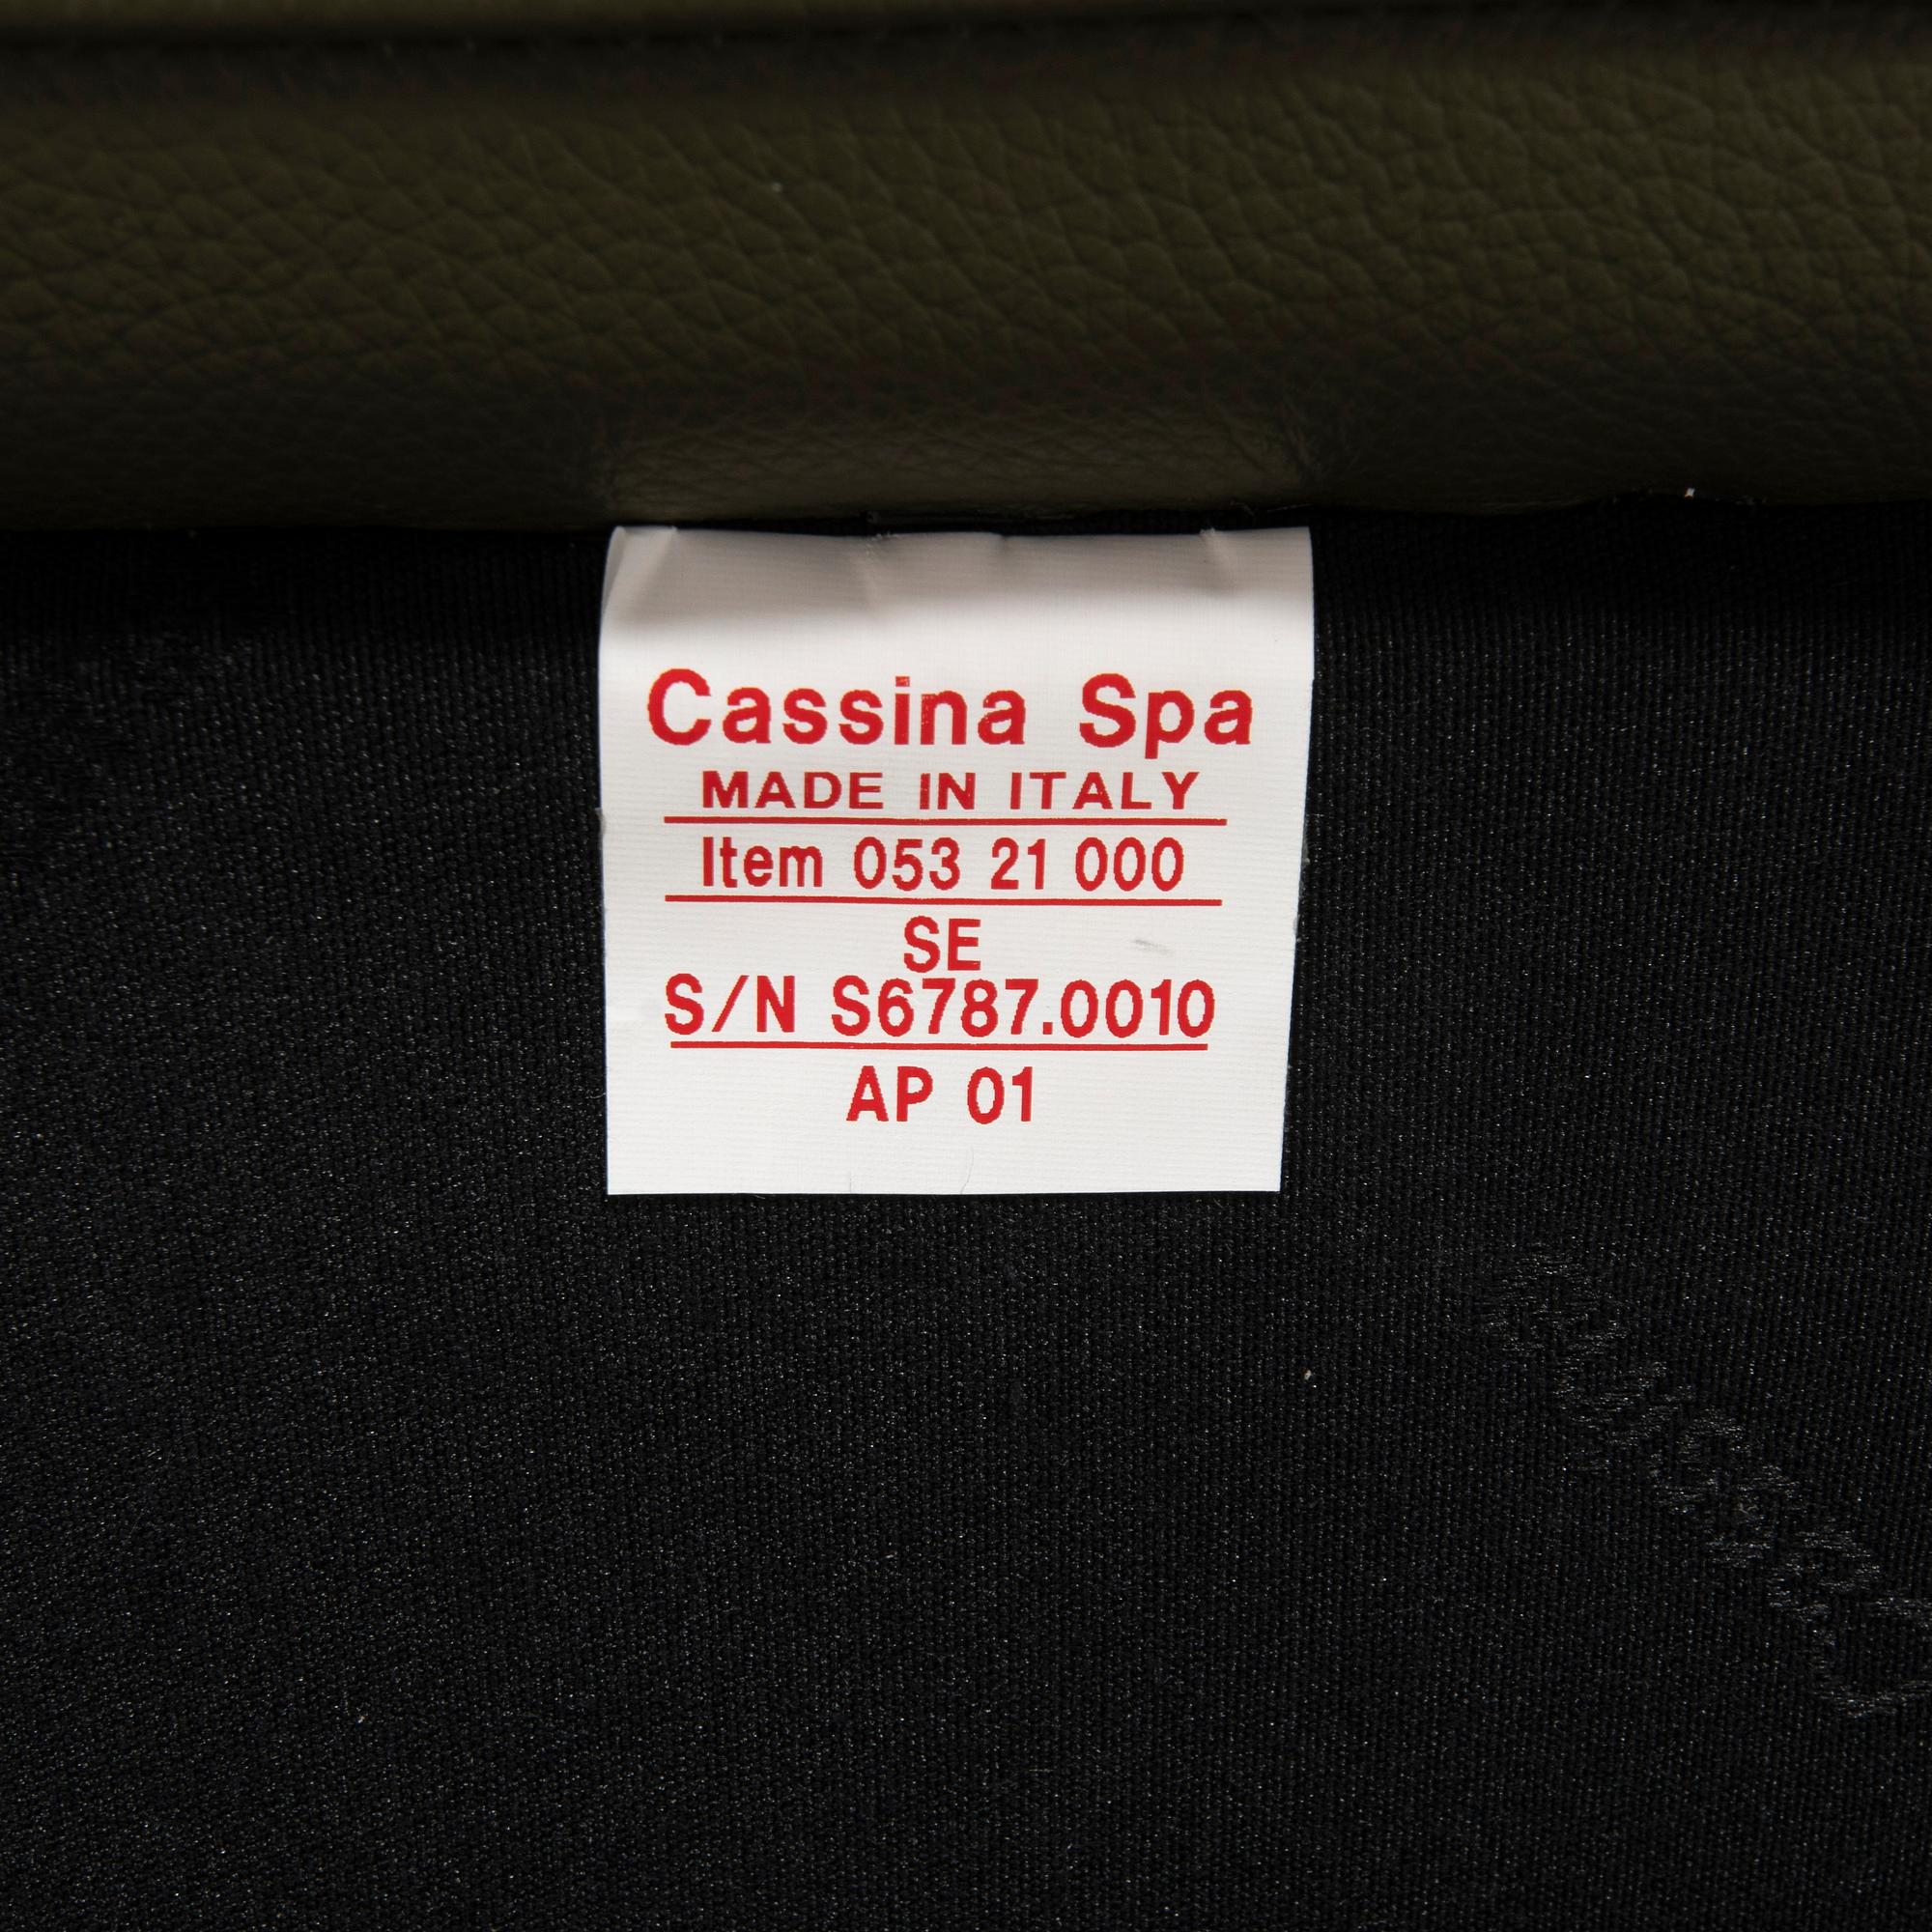 Cassina Spa
MADE IN ITALY
Item 053 21 000
SE
S/N S6787.0010
AP 01